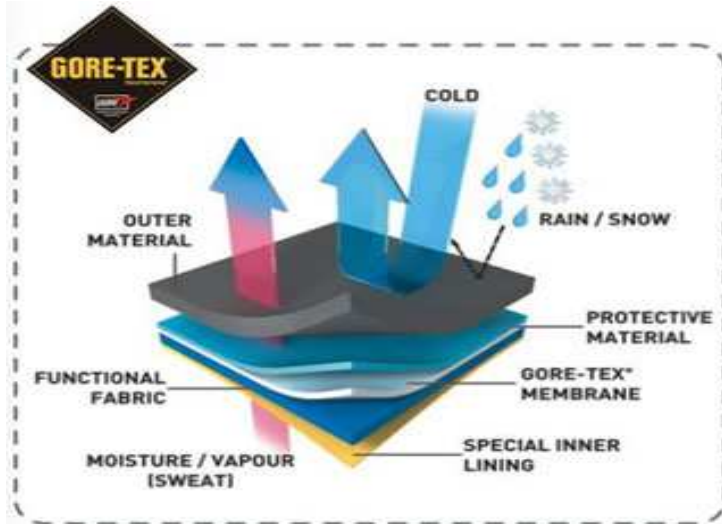 GORE-TEX
COLD
RAIN / SNOW
OUTER
MATERIAL
PROTECTIVE
MATERIAL
FUNCTIONAL
FABRIC
GORE-TEX®
MEMBRANE
MOISTURE / VAPOUR
(SWEAT)
SPECIAL INNER
LINING